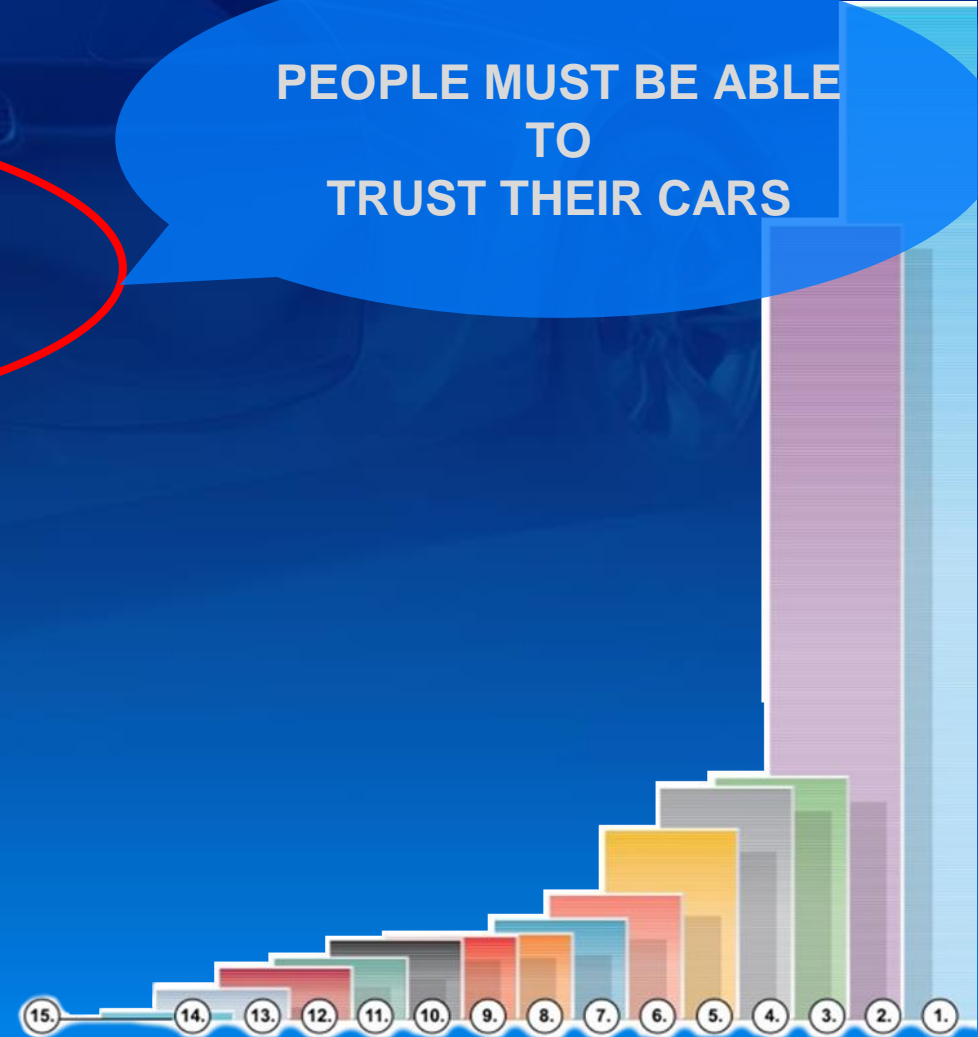 PEOPLE MUST BE ABLE
TO
TRUST THEIR CARS
15. 14. 13. 12. 11. 10. 9. 8. 7. 6. 5. 4. 3. 2. 1.